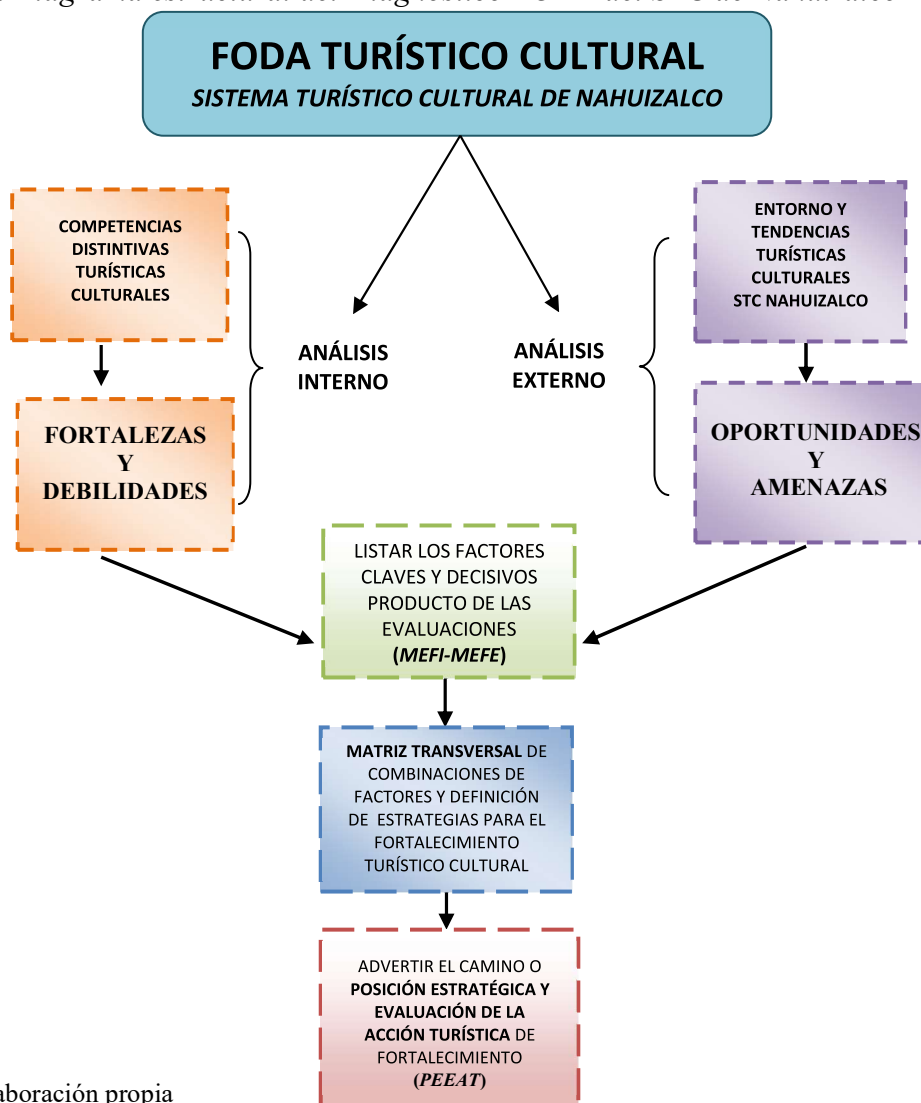 FODA TURÍSTICO CULTURAL
SISTEMA TURÍSTICO CULTURAL DE NAHUIZALCO
COMPETENCIAS
DISTINTIVAS
TURÍSTICAS
CULTURALES
FORTALEZAS
Y
DEBILIDADES
ANÁLISIS
INTERNO
ANÁLISIS
EXTERNO
ENTORNO Y
TENDENCIAS
TURÍSTICAS
CULTURALES
STC NAHUIZALCO
OPORTUNIDADES
Y
AMENAZAS
LISTAR LOS FACTORES
CLAVES Y DECISIVOS
PRODUCTO DE LAS
EVALUACIONES
(MEFI-MEFE)
MATRIZ TRANSVERSAL DE
COMBINACIONES DE
FACTORES Y DEFINICIÓN
DE ESTRATEGIAS PARA EL
FORTALECIMIENTO
TURÍSTICO CULTURAL
ADVERTIR EL CAMINO O
POSICIÓN ESTRATÉGICA Y
EVALUACIÓN DE LA
ACCIÓN TURÍSTICA DE
FORTALECIMIENTO
(PEEAT)
aboración propia